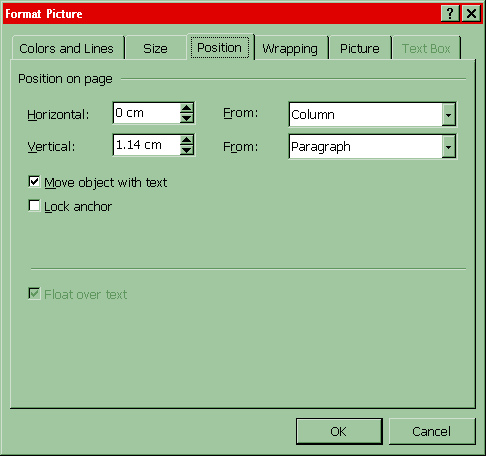 Format Picture
Colors and Lines Size Position Wrapping Picture Text Box
Position on page
Horizontal: 0 cm From: Column
Vertical: 1.14 cm From: Paragraph
Move object with text
Lock anchor
Float over text
OK Cancel